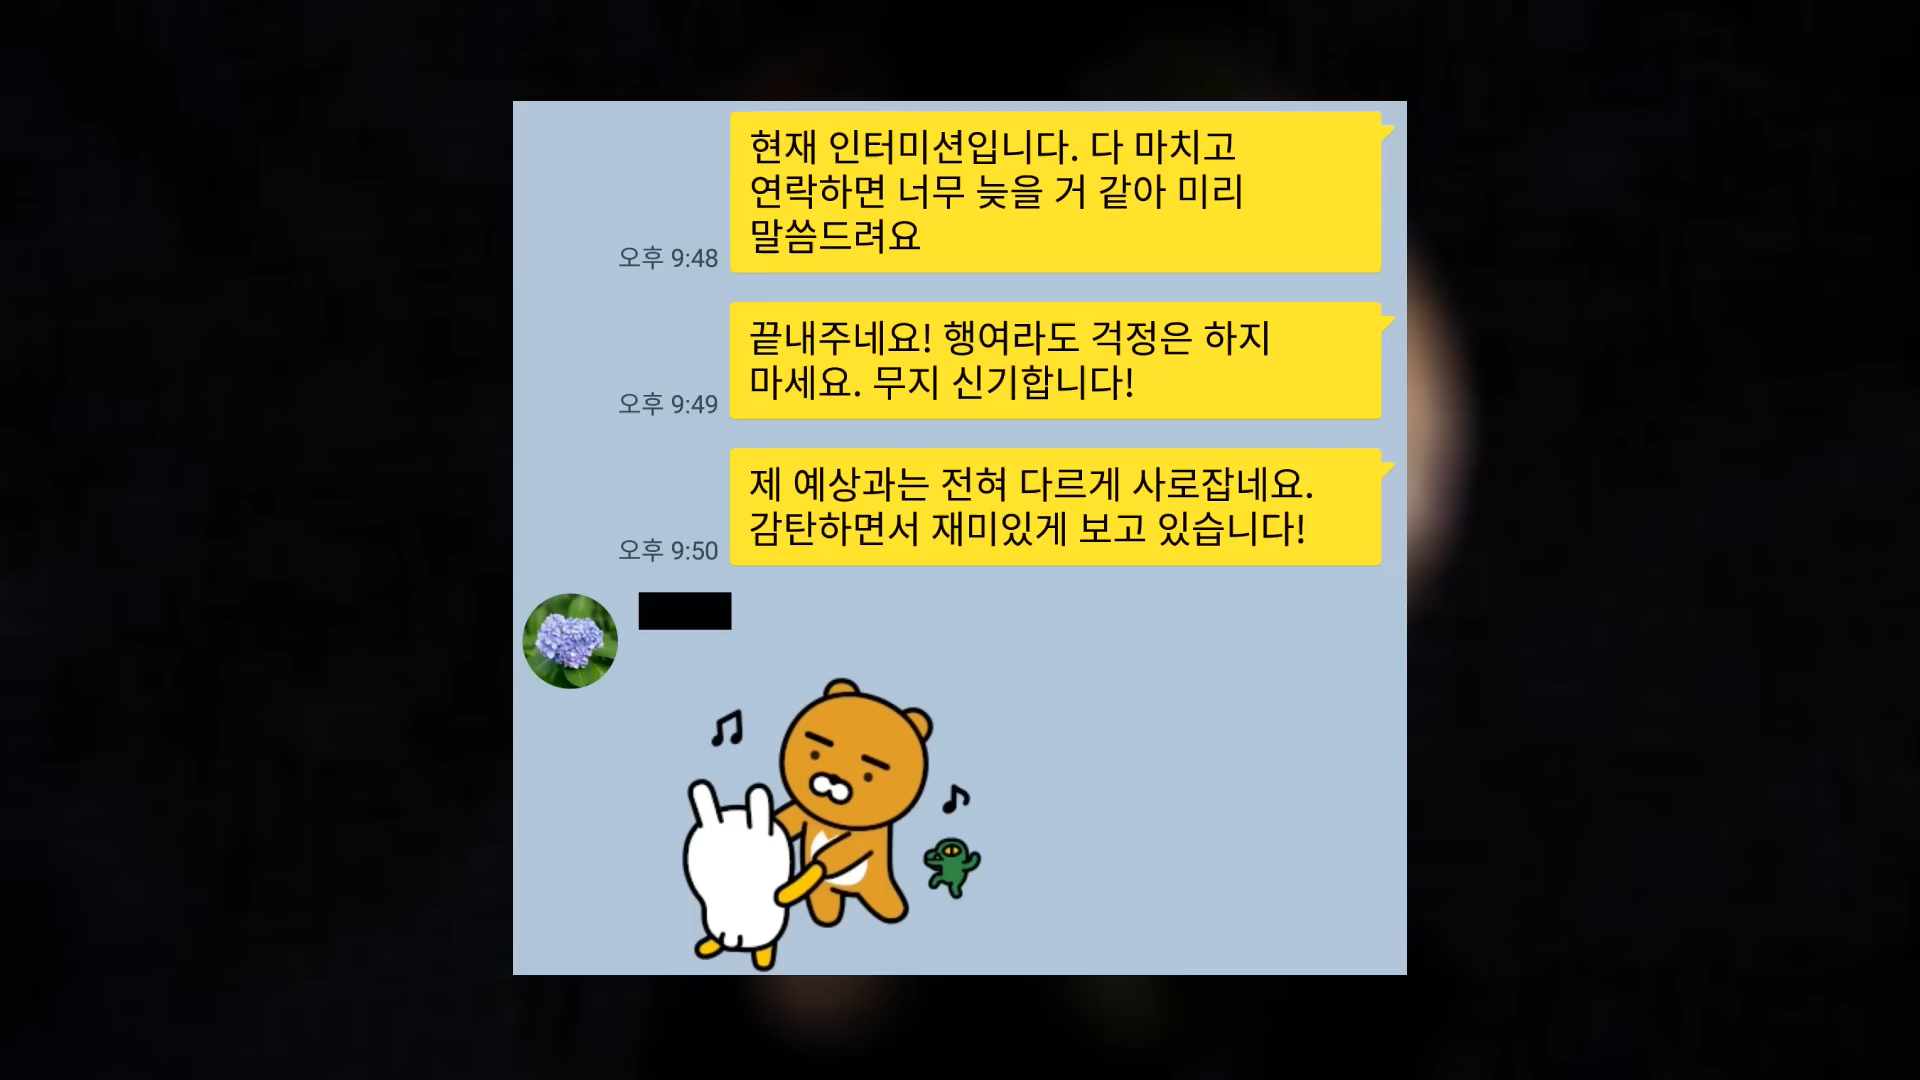 현재 인터미션입니다. 다 마치고
연락하면 너무 늦을 거 같아 미리
말씀드려요
오후 9:48
끝내주네요! 행여라도 걱정은 하지
마세요. 무지 신기합니다!
오후 9:49
제 예상과는 전혀 다르게 사로잡네요.
감탄하면서 재미있게 보고 있습니다!
오후 9:50